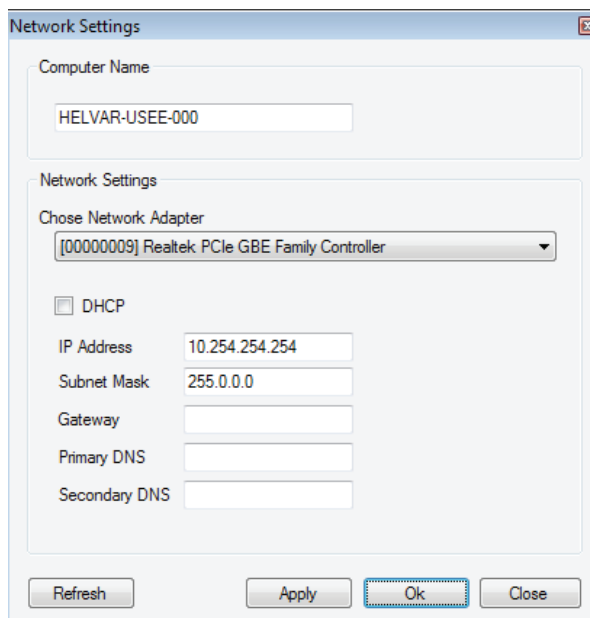 Network Settings
Computer Name
HELVAR-USEE-000
Network Settings
Chose Network Adapter
[00000009] Realtek PCIe GBE Family Controller
DHCP
IP Address 10.254.254.254
Subnet Mask 255.0.0.0
Gateway
Primary DNS
Secondary DNS
Refresh Apply Ok Close